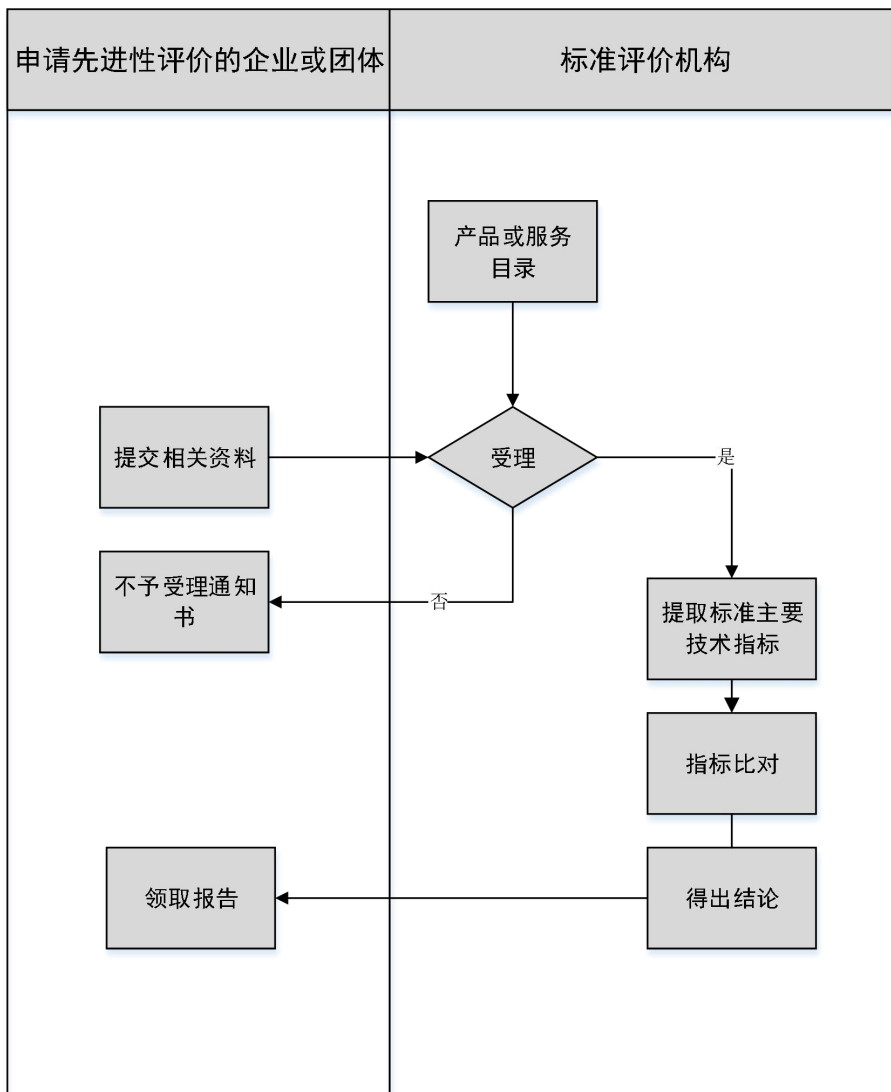 申请先进性评价的企业或团体
标准评价机构
产品或服务
目录
提交相关资料
受理
是
不予受理通知
书
否
提取标准主要
技术指标
指标比对
领取报告
得出结论